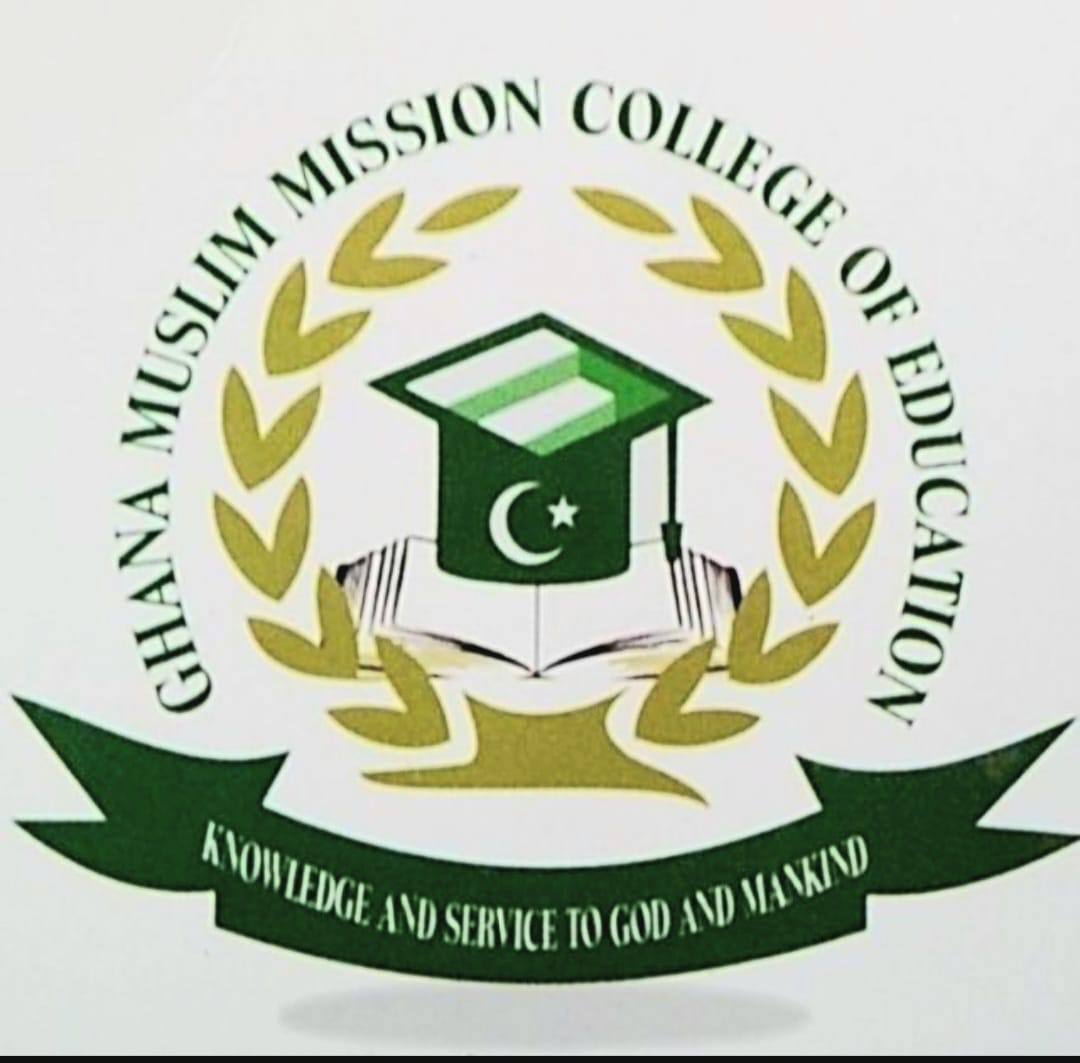 GHANA MUSLIM MISSION COLLEGE OF EDUCATION
KNOWLEDGE AND SERVICE TO GOD AND MANKIND